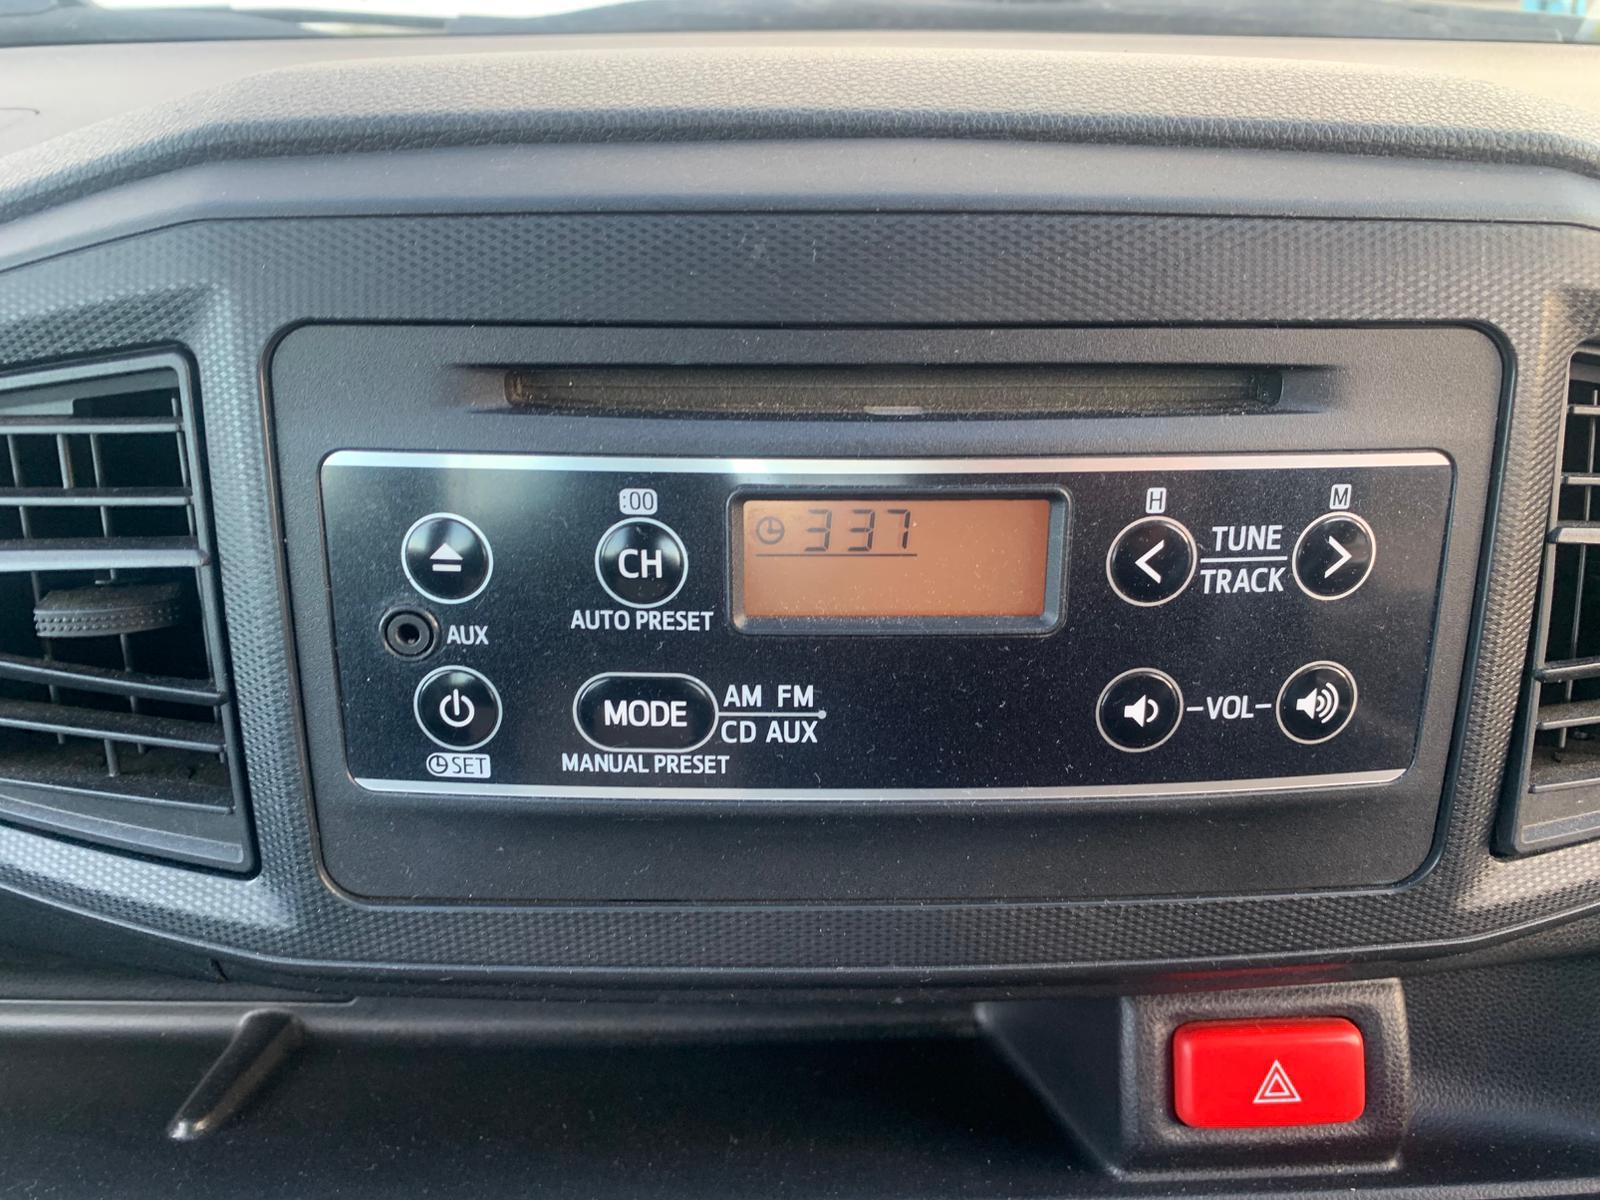 :00
H
M
CH
337
TUNE
TRACK
AUTO PRESET
AUX
MODE
AM FM
CD AUX
VOL
SET
MANUAL PRESET